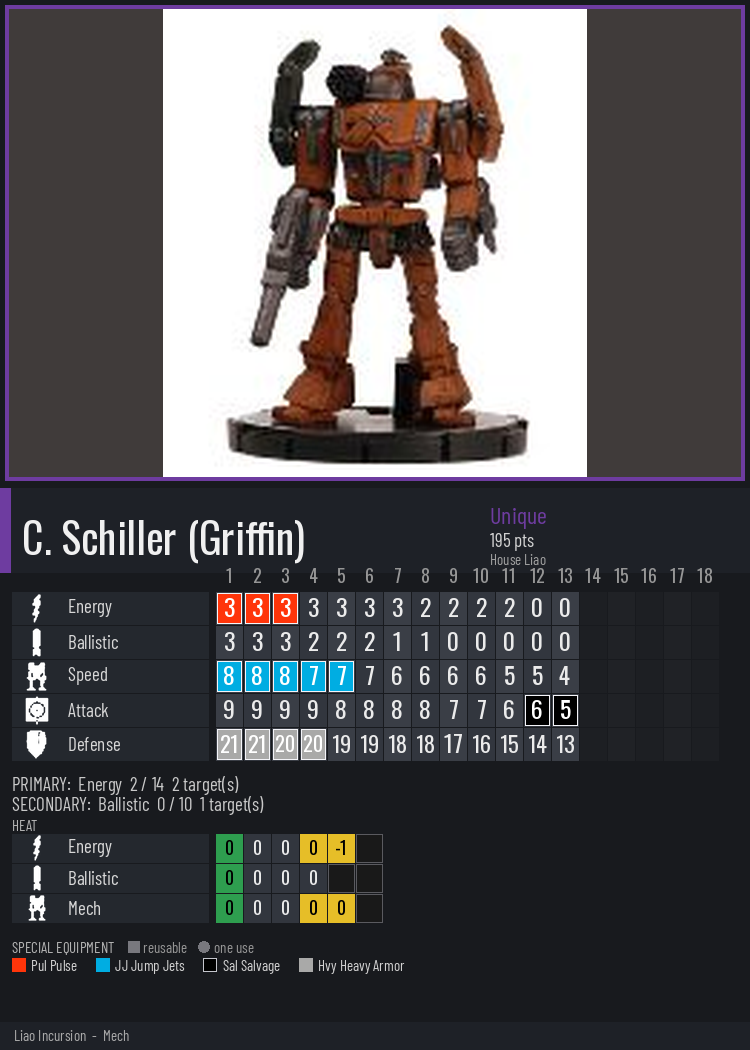 C. Schiller (Griffin)
Unique
195 pts
House Liao
1 2 3 4 5 6 7 8 9 10 11 12 13 14 15 16 17 18
Energy 3 3 3 3 3 3 3 2 2 2 2 0 0
Ballistic 3 3 3 2 2 2 1 1 0 0 0 0 0
Speed 8 8 8 7 7 7 6 6 6 6 5 5 4
Attack 9 9 9 9 8 8 8 8 7 7 6 6 5
Defense 21 21 20 20 19 19 18 18 17 16 15 14 13
PRIMARY: Energy 2 / 14 2 target(s)
SECONDARY: Ballistic 0 / 10 1 target(s)
HEAT
Energy 0 0 0 0 -1
Ballistic 0 0 0 0
Mech 0 0 0 0 0
SPECIAL EQUIPMENT reusable one use
Pul Pulse JJ Jump Jets Sal Salvage Hvy Heavy Armor
Liao Incursion - Mech